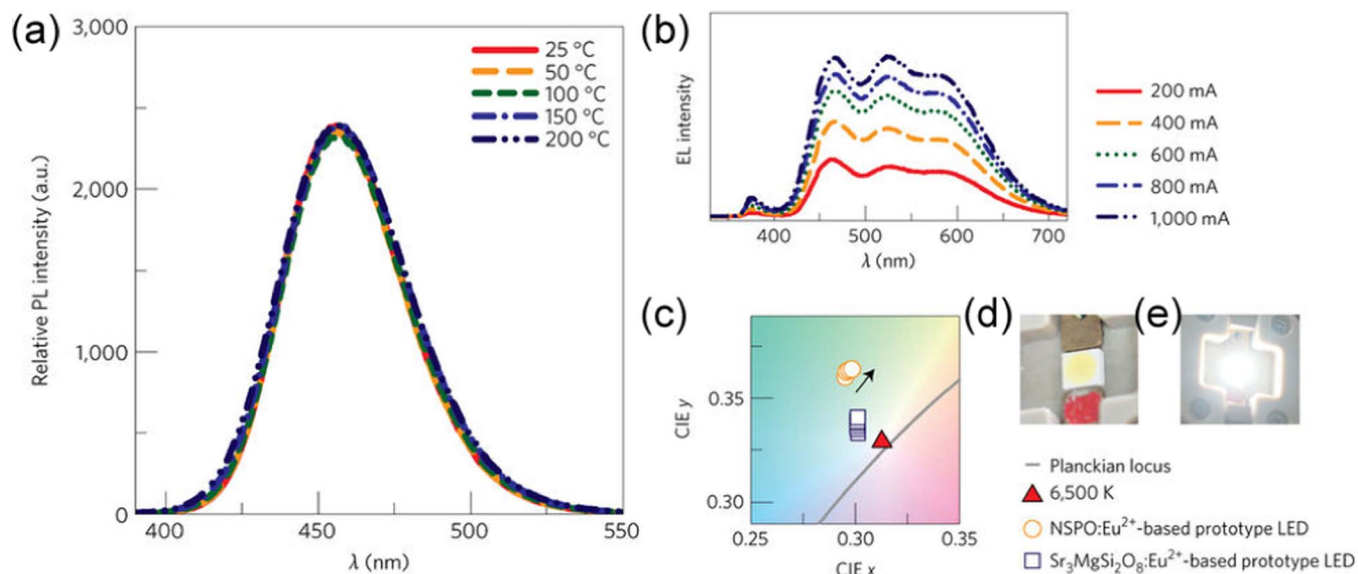 (a)
3,000
2,000
1,000
0
Relative PL intensity (a.u.)
400
450
500
550
λ (nm)
25 °C
50 °C
100 °C
150 °C
200 °C
(b)
EL intensity
400
500
600
700
λ (nm)
200 mA
400 mA
600 mA
800 mA
1,000 mA
(c)
CIE y
0.35
0.30
0.25
0.30
0.35
CIE x
(d)
(e)
Planckian locus
6,500 K
NSPO:Eu²⁺-based prototype LED
Sr₃MgSi₂O₈:Eu²⁺-based prototype LED